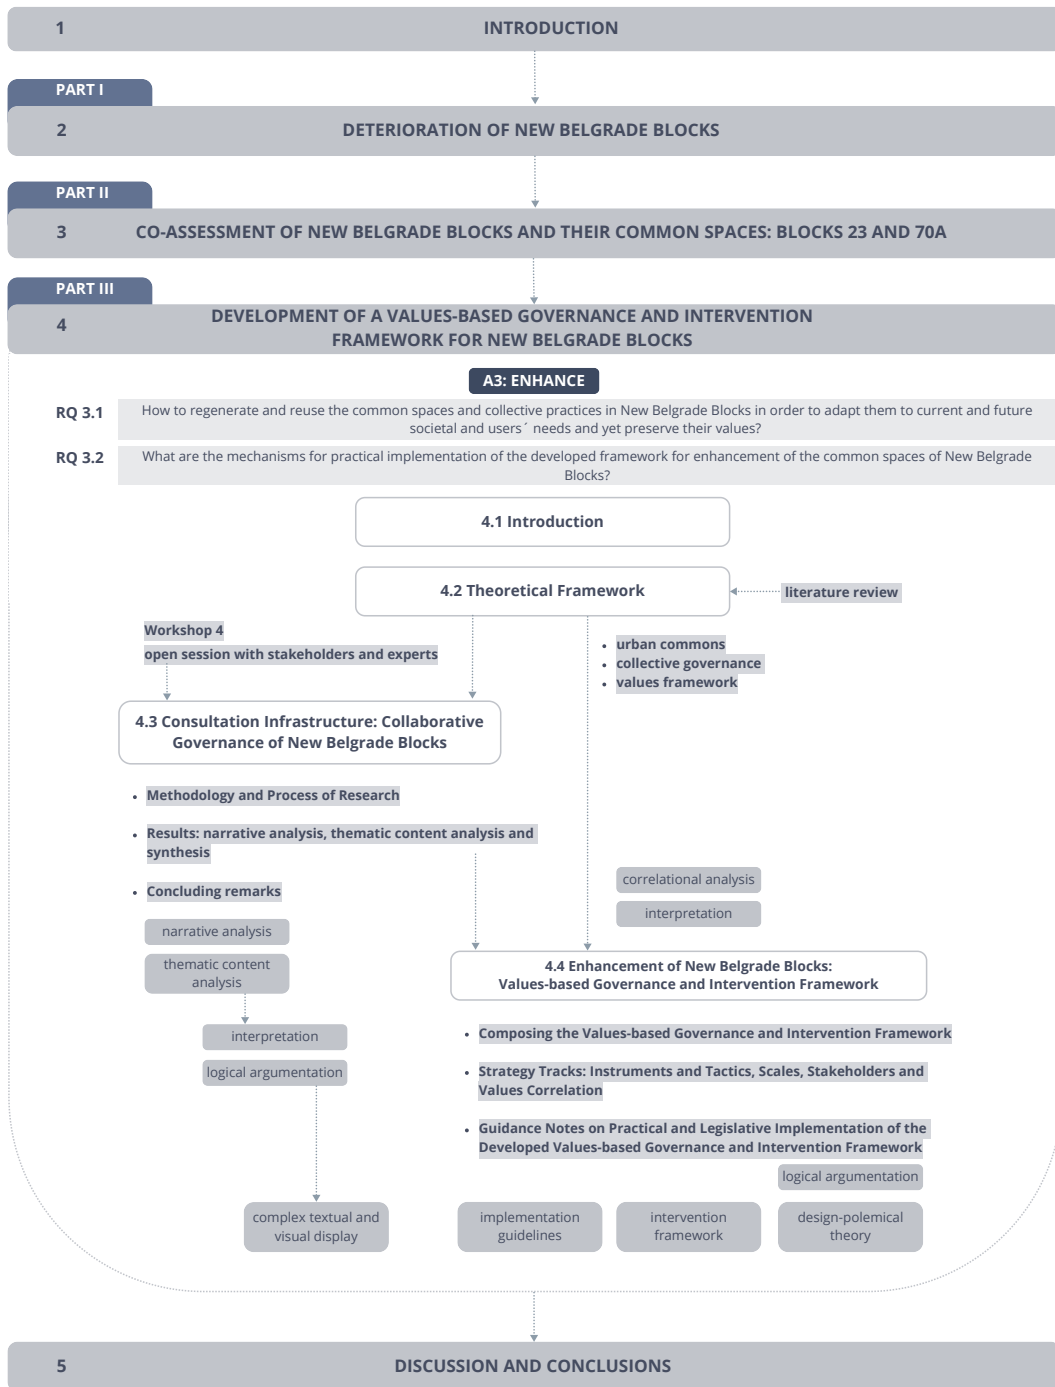 1 INTRODUCTION
PART I
2 DETERIORATION OF NEW BELGRADE BLOCKS
PART II
3 CO-ASSESSMENT OF NEW BELGRADE BLOCKS AND THEIR COMMON SPACES: BLOCKS 23 AND 70A
PART III
4 DEVELOPMENT OF A VALUES-BASED GOVERNANCE AND INTERVENTION
FRAMEWORK FOR NEW BELGRADE BLOCKS
A3: ENHANCE
RQ 3.1 How to regenerate and reuse the common spaces and collective practices in New Belgrade Blocks in order to adapt them to current and future
societal and users´ needs and yet preserve their values?
RQ 3.2 What are the mechanisms for practical implementation of the developed framework for enhancement of the common spaces of New Belgrade
Blocks?
4.1 Introduction
4.2 Theoretical Framework
literature review
Workshop 4
open session with stakeholders and experts
• urban commons
• collective governance
• values framework
4.3 Consultation Infrastructure: Collaborative
Governance of New Belgrade Blocks
• Methodology and Process of Research
• Results: narrative analysis, thematic content analysis and
synthesis
• Concluding remarks
narrative analysis
thematic content
analysis
interpretation
logical argumentation
complex textual and
visual display
correlational analysis
interpretation
4.4 Enhancement of New Belgrade Blocks:
Values-based Governance and Intervention Framework
• Composing the Values-based Governance and Intervention Framework
• Strategy Tracks: Instruments and Tactics, Scales, Stakeholders and
Values Correlation
• Guidance Notes on Practical and Legislative Implementation of the
Developed Values-based Governance and Intervention Framework
logical argumentation
implementation
guidelines
intervention
framework
design-polemical
theory
5 DISCUSSION AND CONCLUSIONS